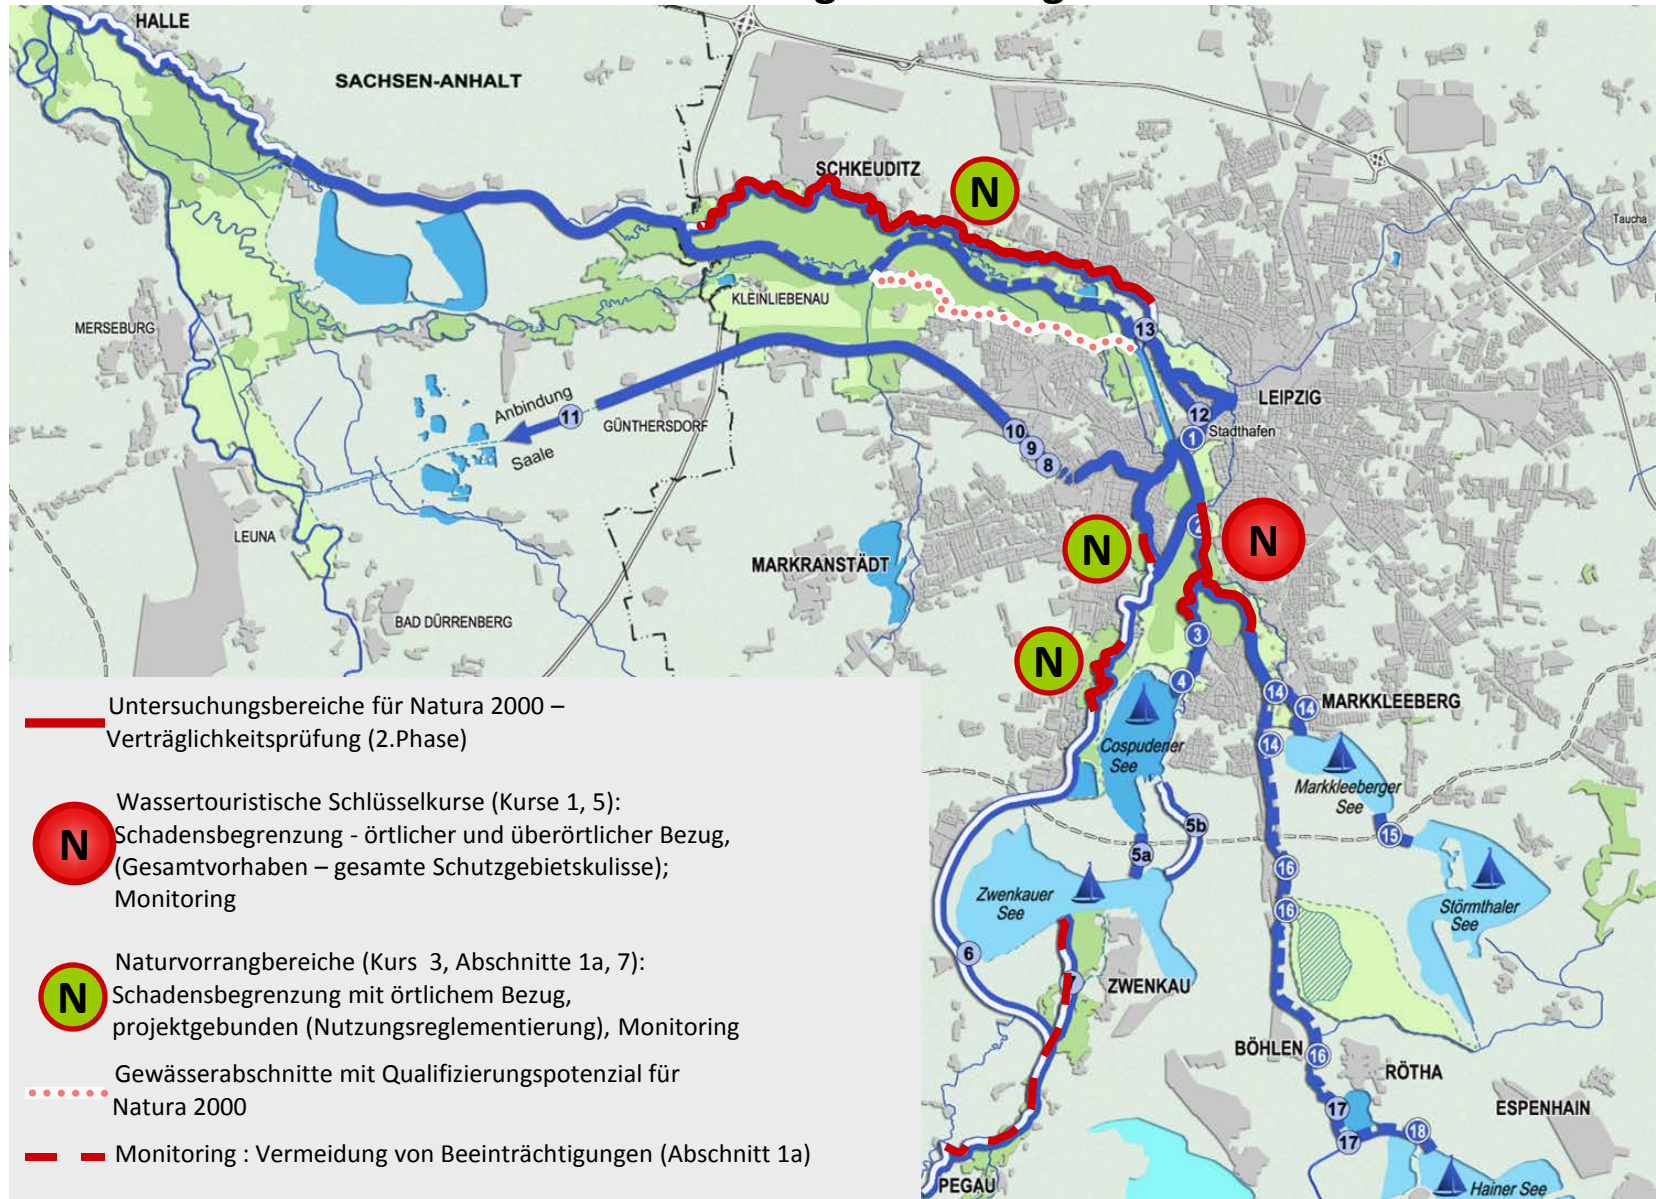 HALLE
SACHSEN-ANHALT
SCHKEUDITZ
N
Taucha
KLEINLIEBENAU
MERSEBURG
13
LEIPZIG
Anbindung
11
GÜNTHERSDORF
12
Stadthafen
1
10
9
8
Saale
LEUNA
2
N
N
MARKRANSTÄDT
BAD DÜRRENBERG
3
N
4
14
14
MARKKLEEBERG
14
Cospudener
See
Markkleeberger
See
5b
15
5a
16
Zwenkauer
See
16
Störmthaler
See
6
7
ZWENKAU
BÖHLEN
16
RÖTHA
17
ESPENHAIN
17
18
PEGAU
Hainer See
Untersuchungsbereiche für Natura 2000 –
Verträglichkeitsprüfung (2.Phase)
N
Wassertouristische Schlüsselkurse (Kurse 1, 5):
Schadensbegrenzung - örtlicher und überörtlicher Bezug,
(Gesamtvorhaben – gesamte Schutzgebietskulisse);
Monitoring
N
Naturvorrangbereiche (Kurs 3, Abschnitte 1a, 7):
Schadensbegrenzung mit örtlichem Bezug,
projektgebunden (Nutzungsreglementierung), Monitoring
Gewässerabschnitte mit Qualifizierungspotenzial für
Natura 2000
Monitoring : Vermeidung von Beeinträchtigungen (Abschnitt 1a)